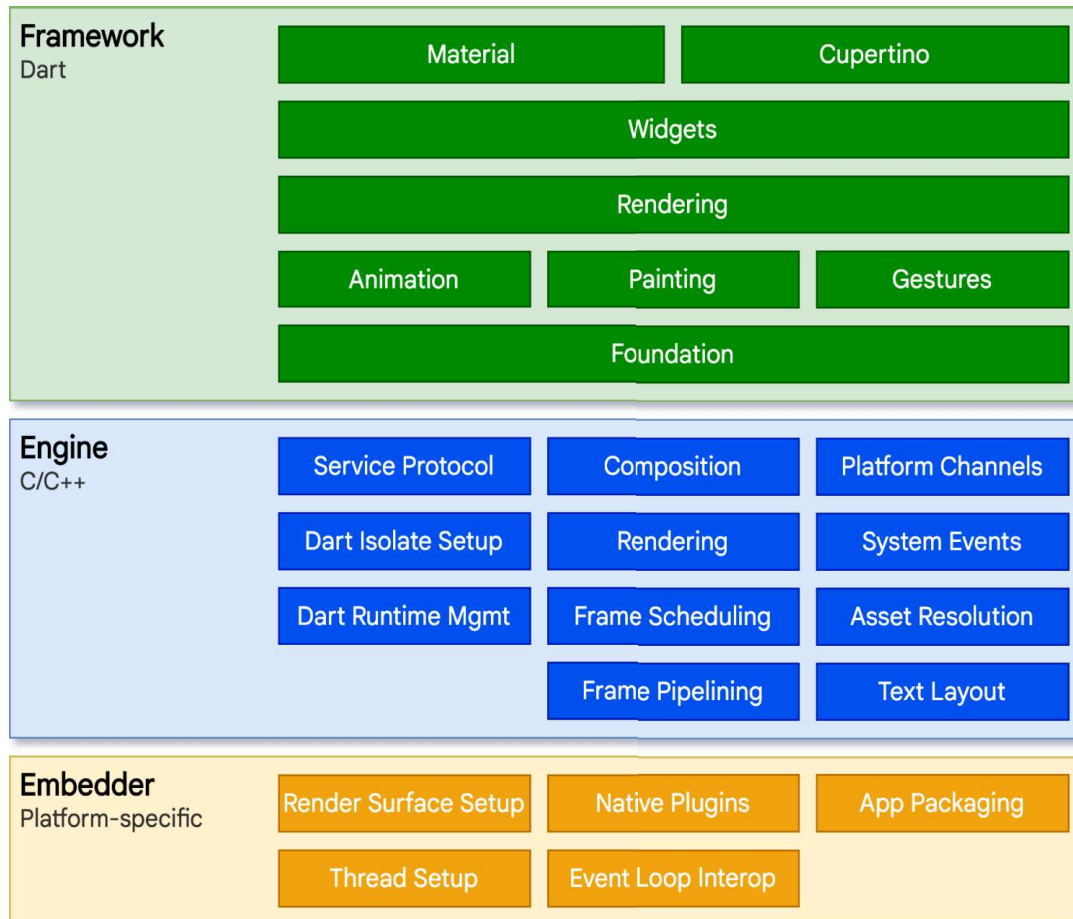 Framework
Dart
Material
Cupertino
Widgets
Rendering
Animation
Painting
Gestures
Foundation
Engine
C/C++
Service Protocol
Composition
Platform Channels
Dart Isolate Setup
Rendering
System Events
Dart Runtime Mgmt
Frame Scheduling
Asset Resolution
Frame Pipelining
Text Layout
Embedder
Platform-specific
Render Surface Setup
Native Plugins
App Packaging
Thread Setup
Event Loop Interop